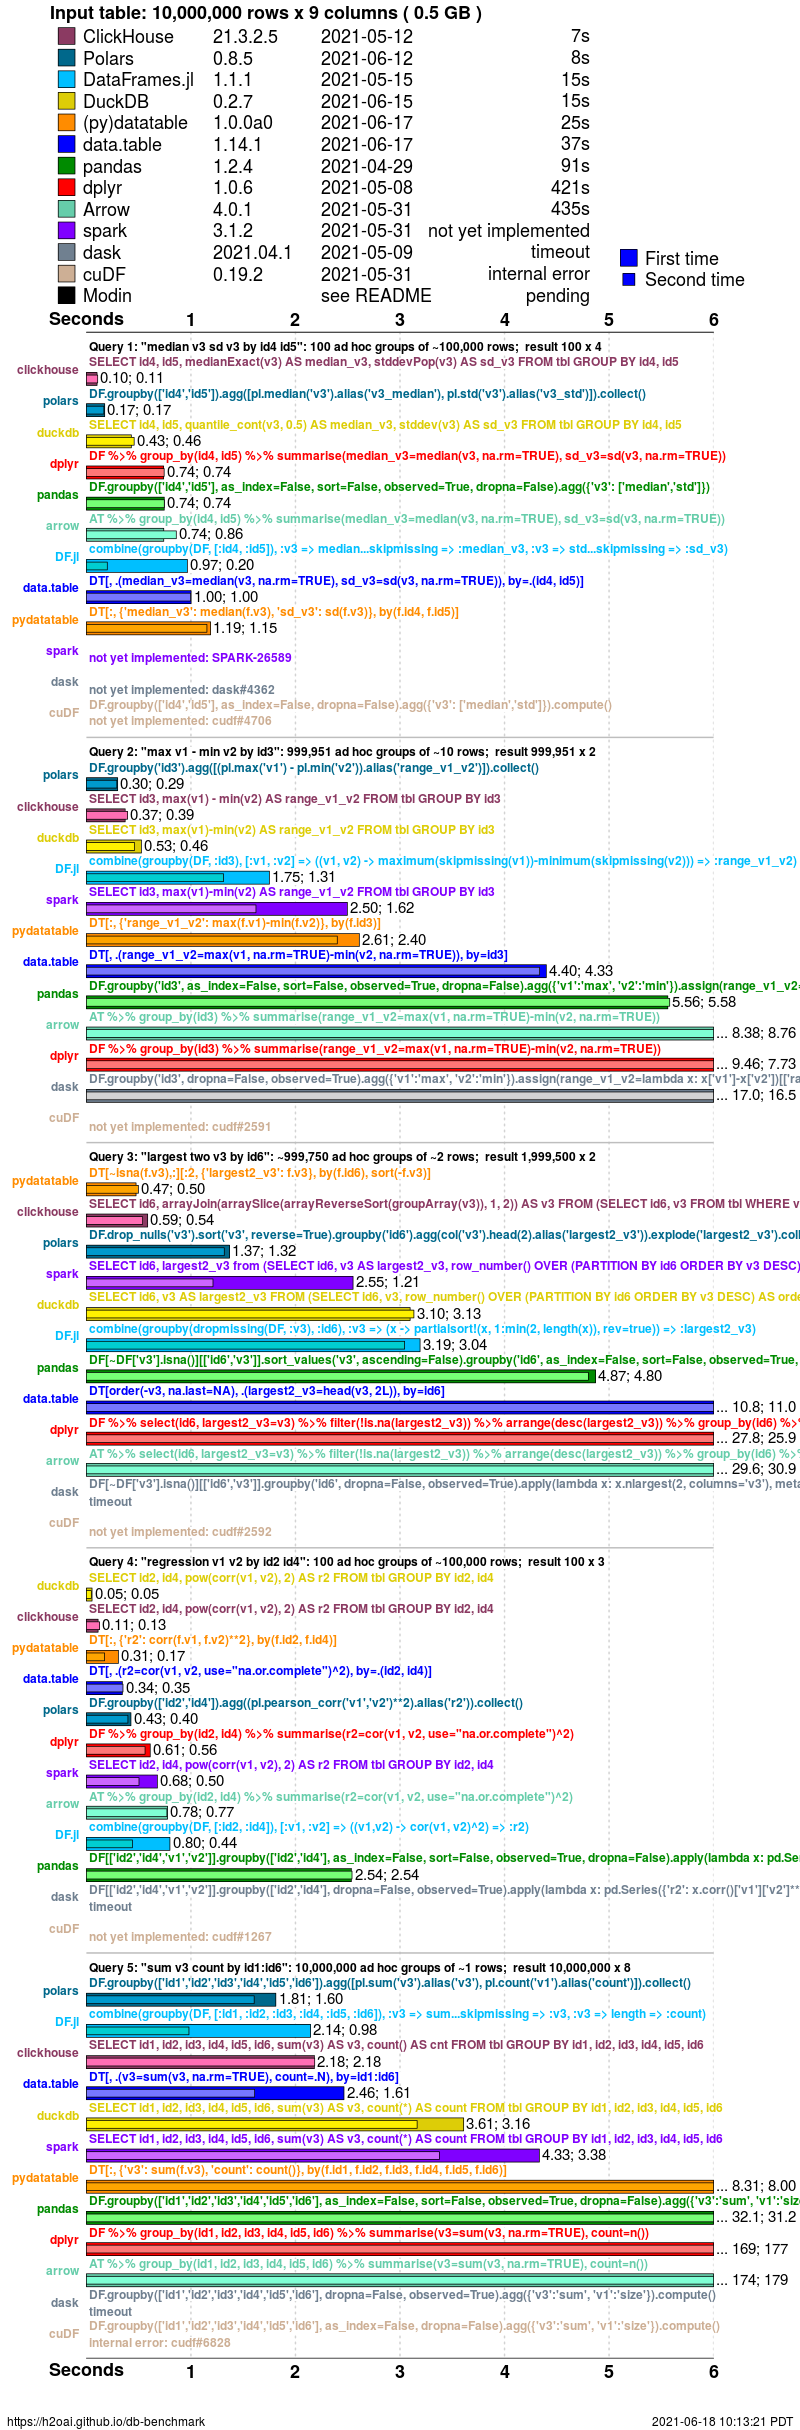 Input table: 10,000,000 rows x 9 columns ( 0.5 GB )
ClickHouse 21.3.2.5 2021-05-12 7s
Polars 0.8.5 2021-06-12 8s
DataFrames.jl 1.1.1 2021-05-15 15s
DuckDB 0.2.7 2021-06-15 15s
(py)datatable 1.0.0a0 2021-06-17 25s
data.table 1.14.1 2021-06-17 37s
pandas 1.2.4 2021-04-29 91s
dplyr 1.0.6 2021-05-08 421s
Arrow 4.0.1 2021-05-31 435s
spark 3.1.2 2021-05-31 not yet implemented
dask 2021.04.1 2021-05-09 timeout
cuDF 0.19.2 2021-05-31 internal error
Modin see README pending
First time
Second time
Seconds 1 2 3 4 5 6
Query 1: "median v3 sd v3 by id4 id5": 100 ad hoc groups of ~100,000 rows; result 100 x 4
clickhouse SELECT id4, id5, medianExact(v3) AS median_v3, stddevPop(v3) AS sd_v3 FROM tbl GROUP BY id4, id5
0.10; 0.11
polars DF.groupby(['id4','id5']).agg([pl.median('v3').alias('v3_median'), pl.std('v3').alias('v3_std')]).collect()
0.17; 0.17
duckdb SELECT id4, id5, quantile_cont(v3, 0.5) AS median_v3, stddev(v3) AS sd_v3 FROM tbl GROUP BY id4, id5
0.43; 0.46
dplyr DF %>% group_by(id4, id5) %>% summarise(median_v3=median(v3, na.rm=TRUE), sd_v3=sd(v3, na.rm=TRUE))
0.74; 0.74
pandas DF.groupby(['id4','id5'], as_index=False, sort=False, observed=True, dropna=False).agg({'v3': ['median','std']})
0.74; 0.74
arrow AT %>% group_by(id4, id5) %>% summarise(median_v3=median(v3, na.rm=TRUE), sd_v3=sd(v3, na.rm=TRUE))
0.74; 0.86
DF.jl combine(groupby(DF, [:id4, :id5]), :v3 => median...skipmissing => :median_v3, :v3 => std...skipmissing => :sd_v3)
0.97; 0.20
data.table DT[, .(median_v3=median(v3, na.rm=TRUE), sd_v3=sd(v3, na.rm=TRUE)), by=.(id4, id5)]
1.00; 1.00
pydatatable DT[:, {'median_v3': median(f.v3), 'sd_v3': sd(f.v3)}, by(f.id4, f.id5)]
1.19; 1.15
spark not yet implemented: SPARK-26589
dask not yet implemented: dask#4362
cuDF DF.groupby(['id4','id5'], as_index=False, dropna=False).agg({'v3': ['median','std']}).compute()
not yet implemented: cudf#4706
Query 2: "max v1 - min v2 by id3": 999,951 ad hoc groups of ~10 rows; result 999,951 x 2
polars DF.groupby('id3').agg([(pl.max('v1') - pl.min('v2')).alias('range_v1_v2')]).collect()
0.30; 0.29
clickhouse SELECT id3, max(v1) - min(v2) AS range_v1_v2 FROM tbl GROUP BY id3
0.37; 0.39
duckdb SELECT id3, max(v1)-min(v2) AS range_v1_v2 FROM tbl GROUP BY id3
0.53; 0.46
DF.jl combine(groupby(DF, :id3), [:v1, :v2] => ((v1, v2) -> maximum(skipmissing(v1))-minimum(skipmissing(v2))) => :range_v1_v2)
1.75; 1.31
spark SELECT id3, max(v1)-min(v2) AS range_v1_v2 FROM tbl GROUP BY id3
2.50; 1.62
pydatatable DT[:, {'range_v1_v2': max(f.v1)-min(f.v2)}, by(f.id3)]
2.61; 2.40
data.table DT[, .(range_v1_v2=max(v1, na.rm=TRUE)-min(v2, na.rm=TRUE)), by=id3]
4.40; 4.33
pandas DF.groupby('id3', as_index=False, sort=False, observed=True, dropna=False).agg({'v1':'max', 'v2':'min'}).assign(range_v1_v2=
5.56; 5.58
arrow AT %>% group_by(id3) %>% summarise(range_v1_v2=max(v1, na.rm=TRUE)-min(v2, na.rm=TRUE))
... 8.38; 8.76
dplyr DF %>% group_by(id3) %>% summarise(range_v1_v2=max(v1, na.rm=TRUE)-min(v2, na.rm=TRUE))
... 9.46; 7.73
dask DF.groupby('id3', dropna=False, observed=True).agg({'v1':'max', 'v2':'min'}).assign(range_v1_v2=lambda x: x['v1']-x['v2'])[['ra
... 17.0; 16.5
cuDF not yet implemented: cudf#2591
Query 3: "largest two v3 by id6": ~999,750 ad hoc groups of ~2 rows; result 1,999,500 x 2
pydatatable DT[~isna(f.v3),:][:2, {'largest2_v3': f.v3}, by(f.id6), sort(-f.v3)]
0.47; 0.50
clickhouse SELECT id6, arrayJoin(arraySlice(arrayReverseSort(groupArray(v3)), 1, 2)) AS v3 FROM (SELECT id6, v3 FROM tbl WHERE v
0.59; 0.54
polars DF.drop_nulls('v3').sort('v3', reverse=True).groupby('id6').agg(col('v3').head(2).alias('largest2_v3')).explode('largest2_v3').coll
1.37; 1.32
spark SELECT id6, largest2_v3 from (SELECT id6, v3 AS largest2_v3, row_number() OVER (PARTITION BY id6 ORDER BY v3 DESC)
2.55; 1.21
duckdb SELECT id6, v3 AS largest2_v3 FROM (SELECT id6, v3, row_number() OVER (PARTITION BY id6 ORDER BY v3 DESC) AS orde
3.10; 3.13
DF.jl combine(groupby(dropmissing(DF, :v3), :id6), :v3 => (x -> partialsort!(x, 1:min(2, length(x)), rev=true)) => :largest2_v3)
3.19; 3.04
pandas DF[~DF['v3'].isna()][['id6','v3']].sort_values('v3', ascending=False).groupby('id6', as_index=False, sort=False, observed=True,
4.87; 4.80
data.table DT[order(-v3, na.last=NA), .(largest2_v3=head(v3, 2L)), by=id6]
... 10.8; 11.0
dplyr DF %>% select(id6, largest2_v3=v3) %>% filter(!is.na(largest2_v3)) %>% arrange(desc(largest2_v3)) %>% group_by(id6) %>%
... 27.8; 25.9
arrow AT %>% select(id6, largest2_v3=v3) %>% filter(!is.na(largest2_v3)) %>% arrange(desc(largest2_v3)) %>% group_by(id6) %>%
... 29.6; 30.9
dask DF[~DF['v3'].isna()][['id6','v3']].groupby('id6', dropna=False, observed=True).apply(lambda x: x.nlargest(2, columns='v3'), meta
timeout
cuDF not yet implemented: cudf#2592
Query 4: "regression v1 v2 by id2 id4": 100 ad hoc groups of ~100,000 rows; result 100 x 3
duckdb SELECT id2, id4, pow(corr(v1, v2), 2) AS r2 FROM tbl GROUP BY id2, id4
0.05; 0.05
clickhouse SELECT id2, id4, pow(corr(v1, v2), 2) AS r2 FROM tbl GROUP BY id2, id4
0.11; 0.13
pydatatable DT[:, {'r2': corr(f.v1, f.v2)**2}, by(f.id2, f.id4)]
0.31; 0.17
data.table DT[, .(r2=cor(v1, v2, use="na.or.complete")^2), by=.(id2, id4)]
0.34; 0.35
polars DF.groupby(['id2','id4']).agg((pl.pearson_corr('v1','v2')**2).alias('r2')).collect()
0.43; 0.40
dplyr DF %>% group_by(id2, id4) %>% summarise(r2=cor(v1, v2, use="na.or.complete")^2)
0.61; 0.56
spark SELECT id2, id4, pow(corr(v1, v2), 2) AS r2 FROM tbl GROUP BY id2, id4
0.68; 0.50
arrow AT %>% group_by(id2, id4) %>% summarise(r2=cor(v1, v2, use="na.or.complete")^2)
0.78; 0.77
DF.jl combine(groupby(DF, [:id2, :id4]), [:v1, :v2] => ((v1,v2) -> cor(v1, v2)^2) => :r2)
0.80; 0.44
pandas DF[['id2','id4','v1','v2']].groupby(['id2','id4'], as_index=False, sort=False, observed=True, dropna=False).apply(lambda x: pd.Se
2.54; 2.54
dask DF[['id2','id4','v1','v2']].groupby(['id2','id4'], dropna=False, observed=True).apply(lambda x: pd.Series({'r2': x.corr()['v1']['v2']**
timeout
cuDF not yet implemented: cudf#1267
Query 5: "sum v3 count by id1:id6": 10,000,000 ad hoc groups of ~1 rows; result 10,000,000 x 8
polars DF.groupby(['id1','id2','id3','id4','id5','id6']).agg([pl.sum('v3').alias('v3'), pl.count('v1').alias('count')]).collect()
1.81; 1.60
DF.jl combine(groupby(DF, [:id1, :id2, :id3, :id4, :id5, :id6]), :v3 => sum...skipmissing => :v3, :v3 => length => :count)
2.14; 0.98
clickhouse SELECT id1, id2, id3, id4, id5, id6, sum(v3) AS v3, count() AS cnt FROM tbl GROUP BY id1, id2, id3, id4, id5, id6
2.18; 2.18
data.table DT[, .(v3=sum(v3, na.rm=TRUE), count=.N), by=id1:id6]
2.46; 1.61
duckdb SELECT id1, id2, id3, id4, id5, id6, sum(v3) AS v3, count(*) AS count FROM tbl GROUP BY id1, id2, id3, id4, id5, id6
3.61; 3.16
spark SELECT id1, id2, id3, id4, id5, id6, sum(v3) AS v3, count(*) AS count FROM tbl GROUP BY id1, id2, id3, id4, id5, id6
4.33; 3.38
pydatatable DT[:, {'v3': sum(f.v3), 'count': count()}, by(f.id1, f.id2, f.id3, f.id4, f.id5, f.id6)]
... 8.31; 8.00
pandas DF.groupby(['id1','id2','id3','id4','id5','id6'], as_index=False, sort=False, observed=True, dropna=False).agg({'v3':'sum', 'v1':'size
... 32.1; 31.2
dplyr DF %>% group_by(id1, id2, id3, id4, id5, id6) %>% summarise(v3=sum(v3, na.rm=TRUE), count=n())
... 169; 177
arrow AT %>% group_by(id1, id2, id3, id4, id5, id6) %>% summarise(v3=sum(v3, na.rm=TRUE), count=n())
... 174; 179
dask DF.groupby(['id1','id2','id3','id4','id5','id6'], dropna=False, observed=True).agg({'v3':'sum', 'v1':'size'}).compute()
timeout
cuDF DF.groupby(['id1','id2','id3','id4','id5','id6'], as_index=False, dropna=False).agg({'v3':'sum', 'v1':'size'}).compute()
internal error: cudf#6828
Seconds 1 2 3 4 5 6
https://h2oai.github.io/db-benchmark 2021-06-18 10:13:21 PDT